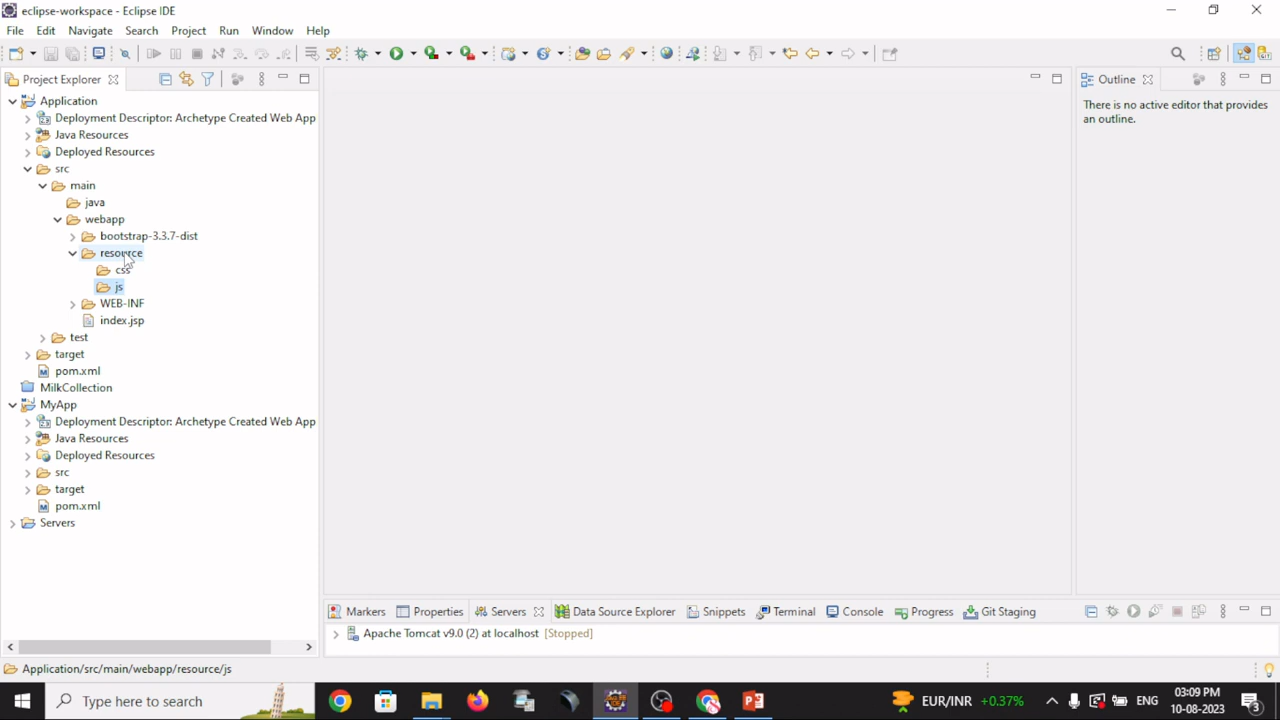 eclipse-workspace - Eclipse IDE
File Edit Navigate Search Project Run Window Help
Project Explorer
Application
Deployment Descriptor: Archetype Created Web App
Java Resources
Deployed Resources
src
main
java
webapp
bootstrap-3.3.7-dist
resource
css
js
WEB-INF
index.jsp
test
target
pom.xml
MilkCollection
MyApp
Deployment Descriptor: Archetype Created Web App
Java Resources
Deployed Resources
src
target
pom.xml
Servers
Outline
There is no active editor that provides
an outline.
Markers Properties Servers Data Source Explorer Snippets Terminal Console Progress Git Staging
Apache Tomcat v9.0 (2) at localhost [Stopped]
Application/src/main/webapp/resource/js
Type here to search
EUR/INR +0.37%
ENG
03:09 PM
10-08-2023
3